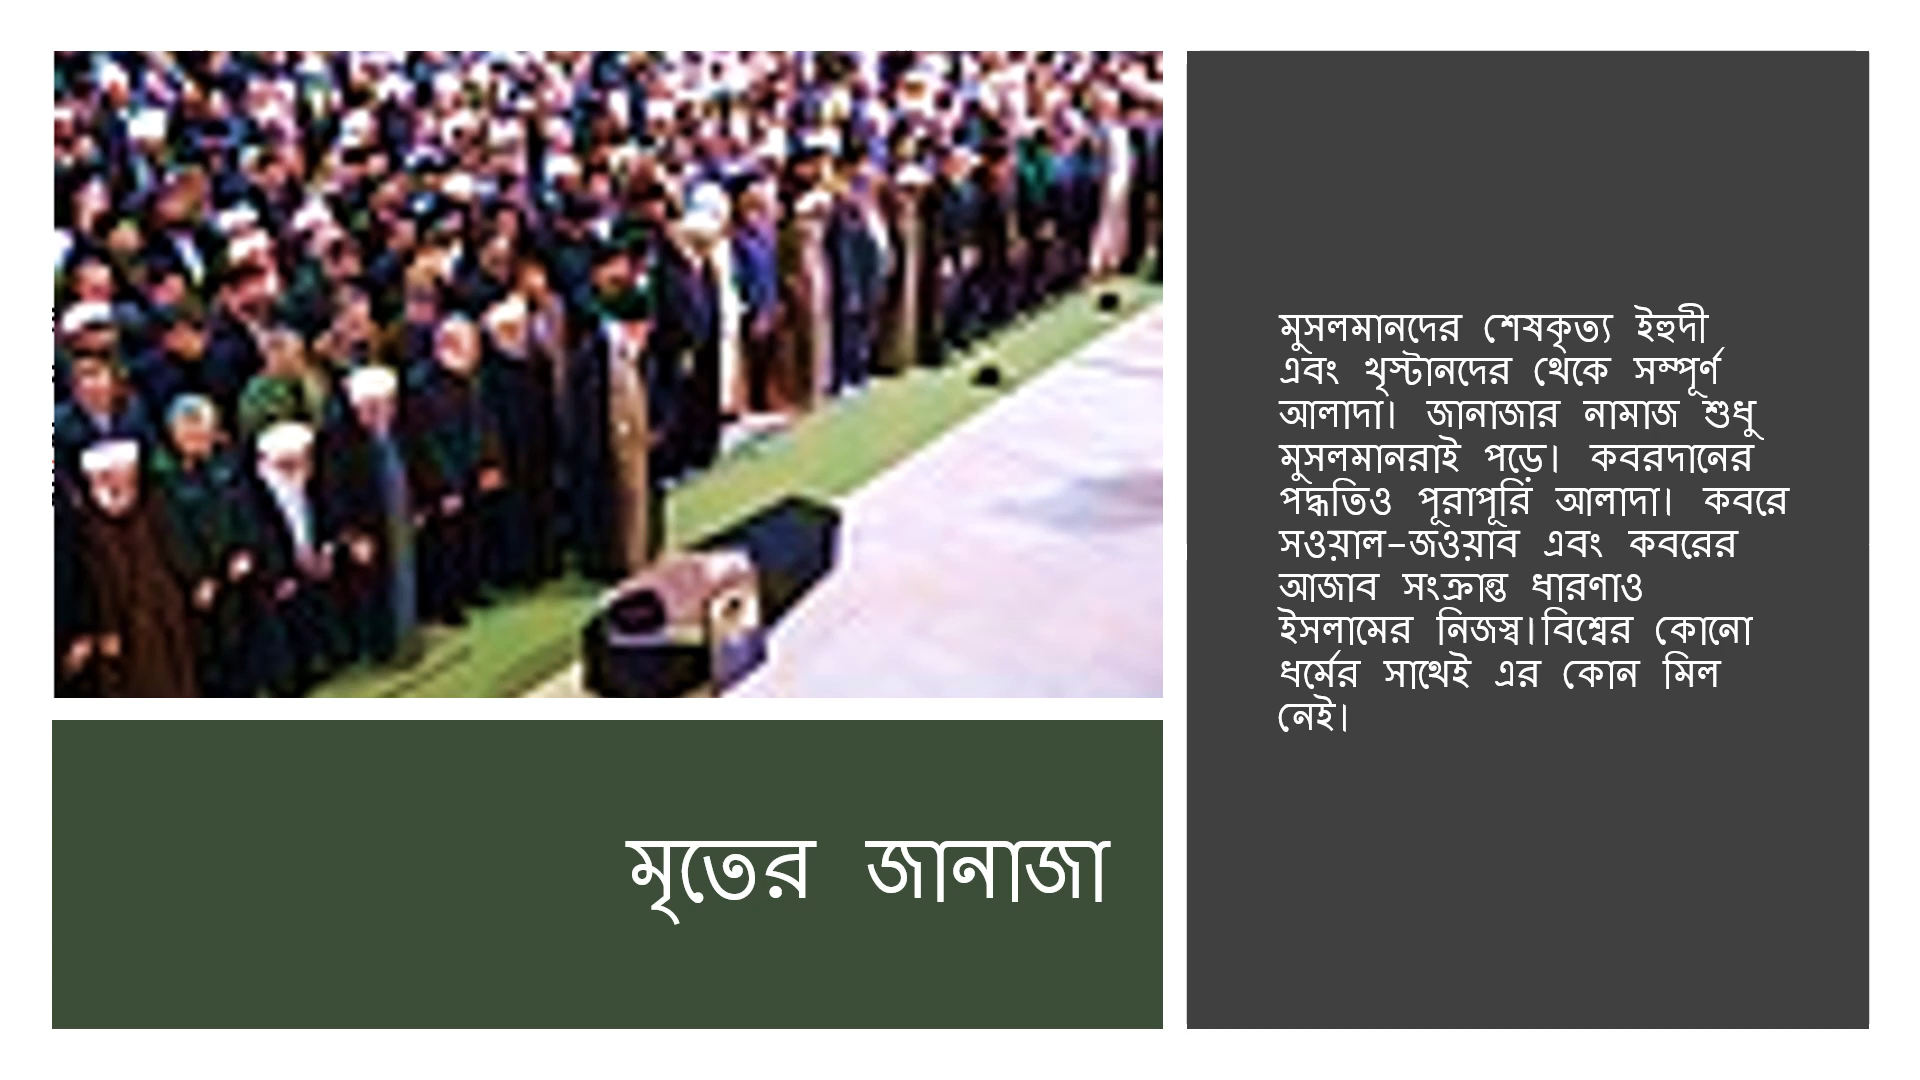 মুসলমানদের শেষকৃত্য ইহুদী
এবং খৃস্টানদের থেকে সম্পূর্ণ
আলাদা। জানাজার নামাজ শুধু
মুসলমানরাই পড়ে। কবরদানের
পদ্ধতিও পূরাপূরি আলাদা। কবরে
সওয়াল–জওয়াব এবং কবরের
আজাব সংক্রান্ত ধারণাও
ইসলামের নিজস্ব।বিশ্বের কোনো
ধর্মের সাথেই এর কোন মিল
নেই।
মৃতের জানাজা